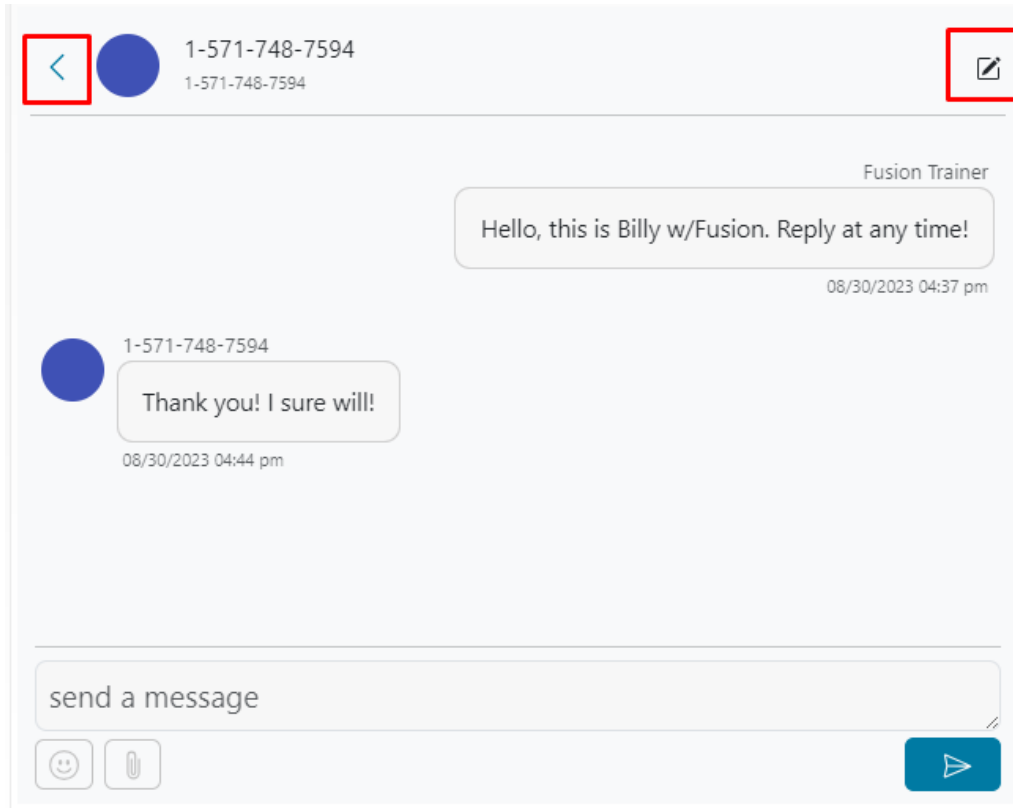 1-571-748-7594
1-571-748-7594
Fusion Trainer
Hello, this is Billy w/Fusion. Reply at any time!
08/30/2023 04:37 pm
1-571-748-7594
Thank you! I sure will!
08/30/2023 04:44 pm
send a message